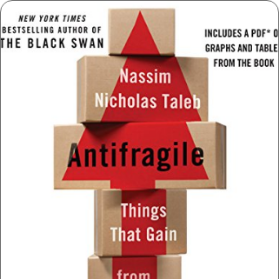 NEW YORK TIMES
BESTSELLING AUTHOR OF
THE BLACK SWAN
INCLUDES A PDF* O
GRAPHS AND TABLE
FROM THE BOOK
Nassim
Nicholas Taleb
Antifragile
Things
That Gain
from